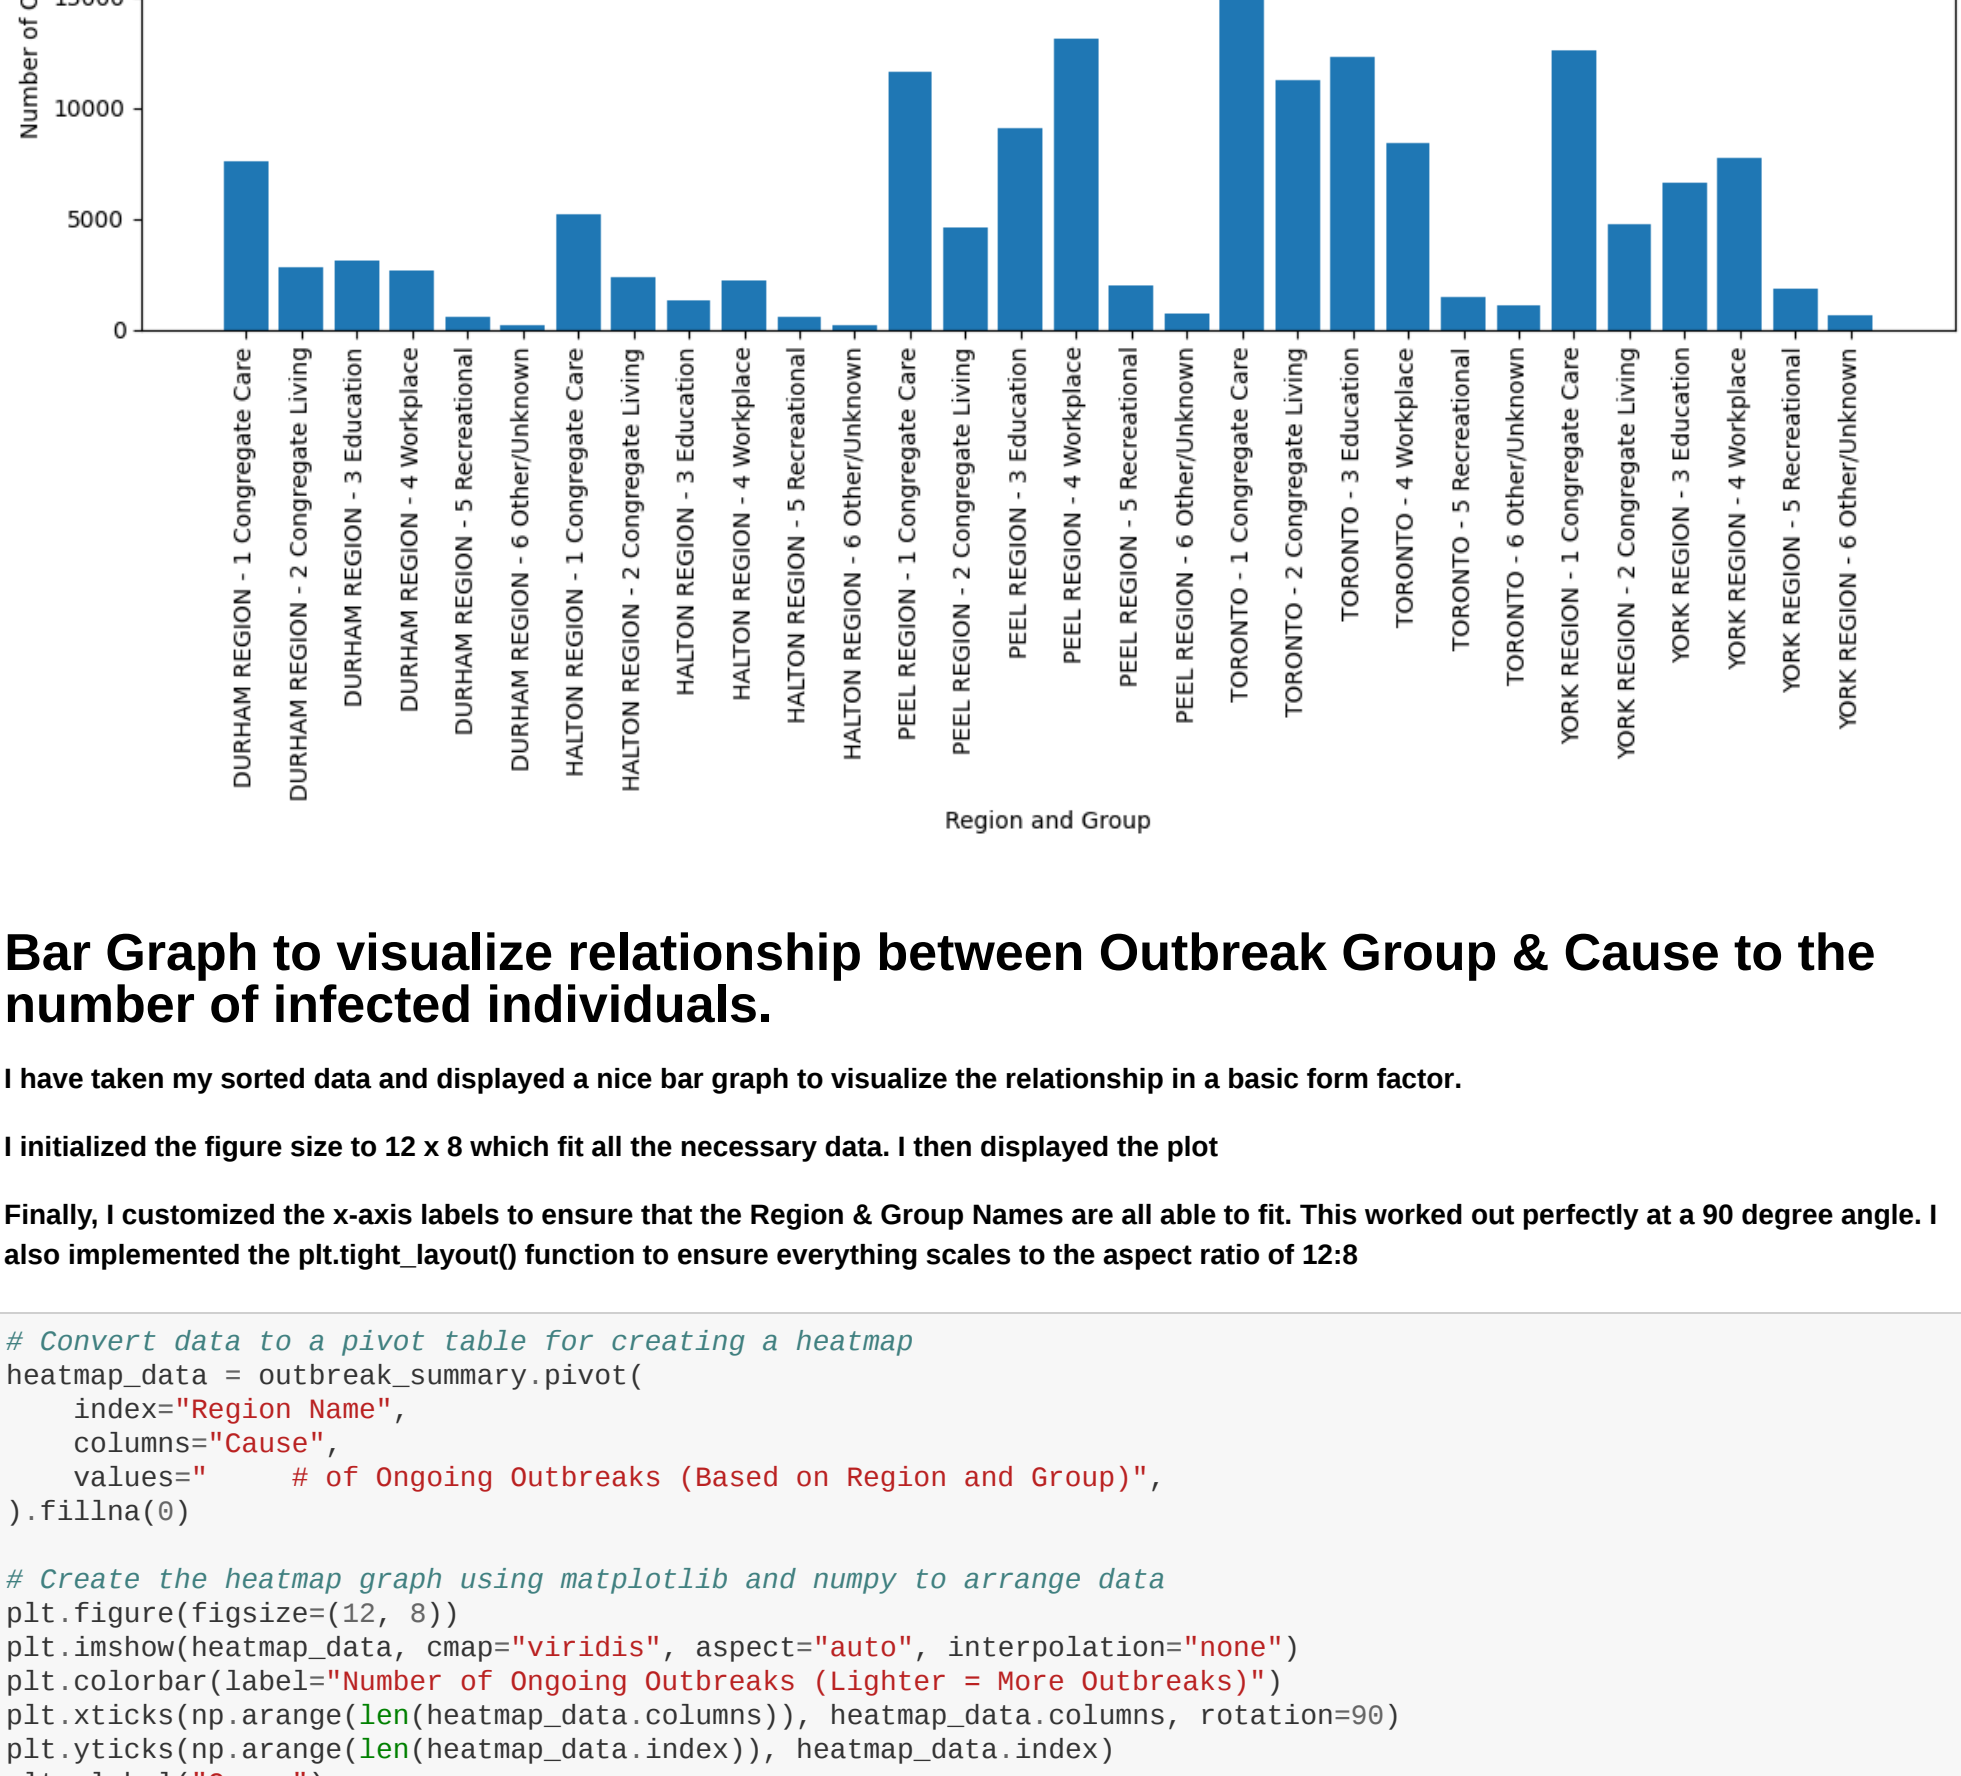 15000
Number of O
10000
5000
0
DURHAM REGION - 1 Congregate Care
DURHAM REGION - 2 Congregate Living
DURHAM REGION - 3 Education
DURHAM REGION - 4 Workplace
DURHAM REGION - 5 Recreational
DURHAM REGION - 6 Other/Unknown
HALTON REGION - 1 Congregate Care
HALTON REGION - 2 Congregate Living
HALTON REGION - 3 Education
HALTON REGION - 4 Workplace
HALTON REGION - 5 Recreational
HALTON REGION - 6 Other/Unknown
PEEL REGION - 1 Congregate Care
PEEL REGION - 2 Congregate Living
PEEL REGION - 3 Education
PEEL REGION - 4 Workplace
PEEL REGION - 5 Recreational
PEEL REGION - 6 Other/Unknown
TORONTO - 1 Congregate Care
TORONTO - 2 Congregate Living
TORONTO - 3 Education
TORONTO - 4 Workplace
TORONTO - 5 Recreational
TORONTO - 6 Other/Unknown
YORK REGION - 1 Congregate Care
YORK REGION - 2 Congregate Living
YORK REGION - 3 Education
YORK REGION - 4 Workplace
YORK REGION - 5 Recreational
YORK REGION - 6 Other/Unknown
Region and Group
Bar Graph to visualize relationship between Outbreak Group & Cause to the
number of infected individuals.
I have taken my sorted data and displayed a nice bar graph to visualize the relationship in a basic form factor.
I initialized the figure size to 12 x 8 which fit all the necessary data. I then displayed the plot
Finally, I customized the x-axis labels to ensure that the Region & Group Names are all able to fit. This worked out perfectly at a 90 degree angle. I
also implemented the plt.tight_layout() function to ensure everything scales to the aspect ratio of 12:8
# Convert data to a pivot table for creating a heatmap
heatmap_data = outbreak_summary.pivot(
    index="Region Name",
    columns="Cause",
    values="     # of Ongoing Outbreaks (Based on Region and Group)",
).fillna(0)
# Create the heatmap graph using matplotlib and numpy to arrange data
plt.figure(figsize=(12, 8))
plt.imshow(heatmap_data, cmap="viridis", aspect="auto", interpolation="none")
plt.colorbar(label="Number of Ongoing Outbreaks (Lighter = More Outbreaks)")
plt.xticks(np.arange(len(heatmap_data.columns)), heatmap_data.columns, rotation=90)
plt.yticks(np.arange(len(heatmap_data.index)), heatmap_data.index)